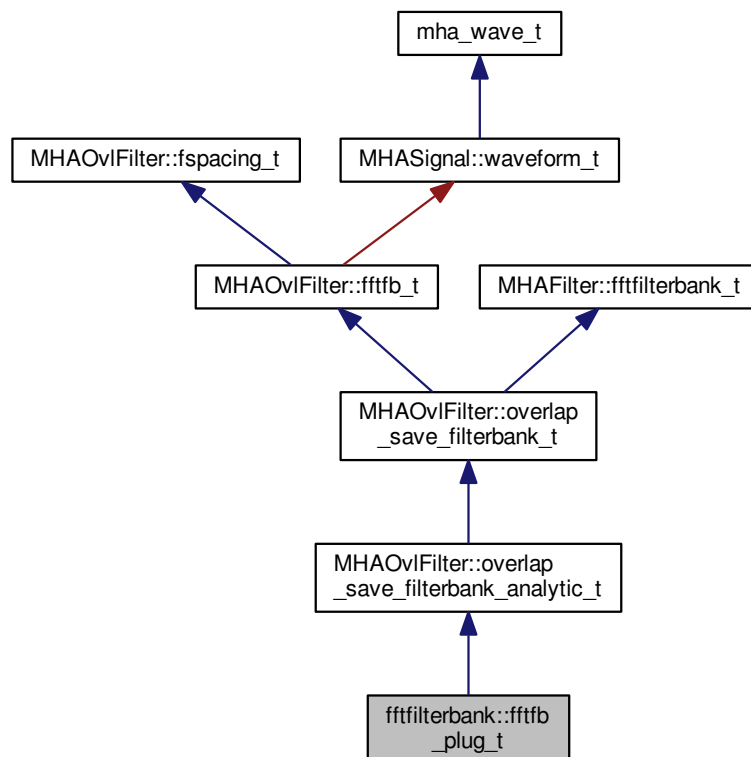 mha_wave_t
MHAOvlFilter::fspacing_t
MHASignal::waveform_t
MHAOvlFilter::fftfb_t
MHAFilter::fftfilterbank_t
MHAOvlFilter::overlap
_save_filterbank_t
MHAOvlFilter::overlap
_save_filterbank_analytic_t
fftfilterbank::fftfb
_plug_t